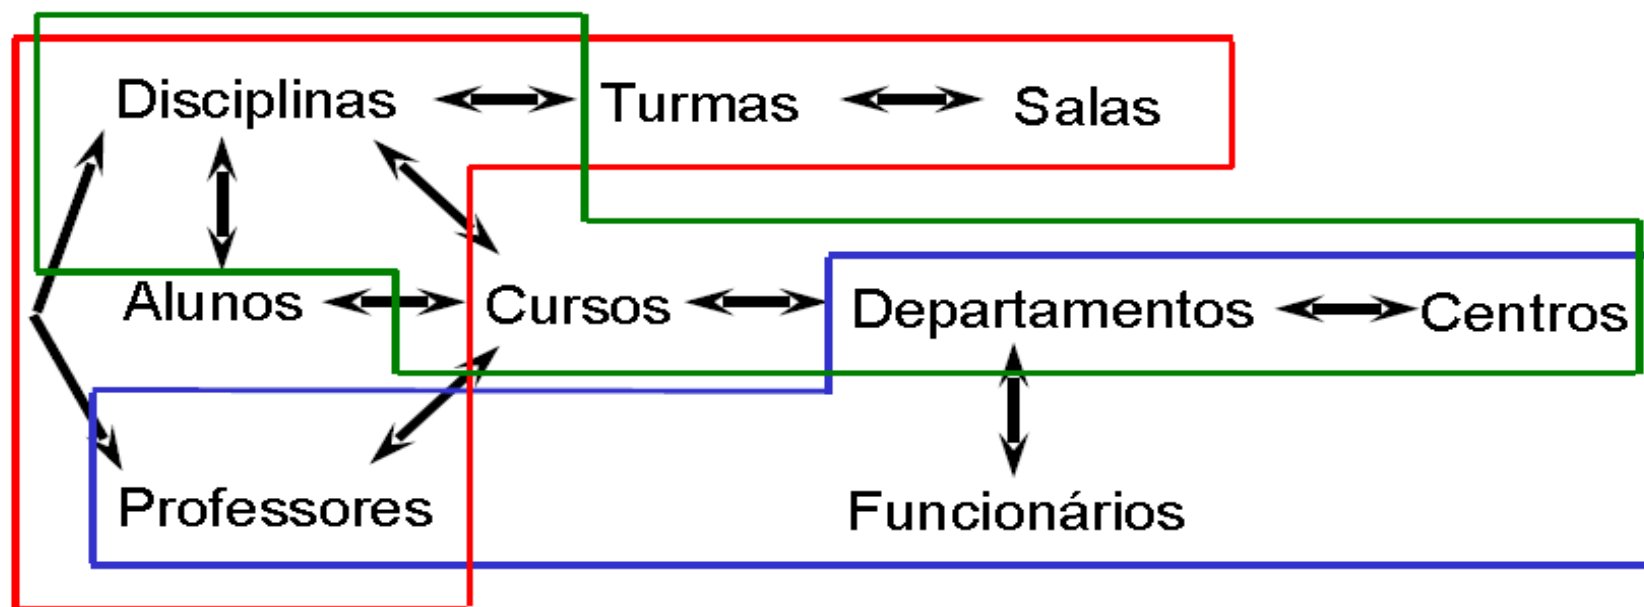 Disciplinas Turmas Salas
Alunos Cursos Departamentos Centros
Professores Funcionários